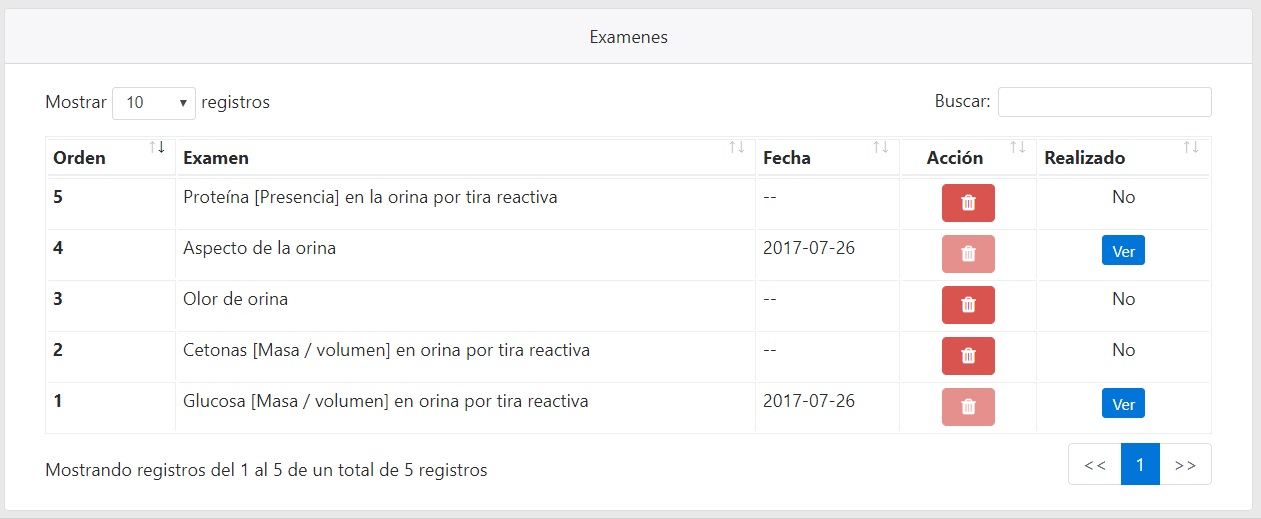 Examenes
Mostrar 10 registros Buscar:
Orden Examen Fecha Acción Realizado
5 Proteína [Presencia] en la orina por tira reactiva -- No
4 Aspecto de la orina 2017-07-26 Ver
3 Olor de orina -- No
2 Cetonas [Masa / volumen] en orina por tira reactiva -- No
1 Glucosa [Masa / volumen] en orina por tira reactiva 2017-07-26 Ver
Mostrando registros del 1 al 5 de un total de 5 registros << 1 >>